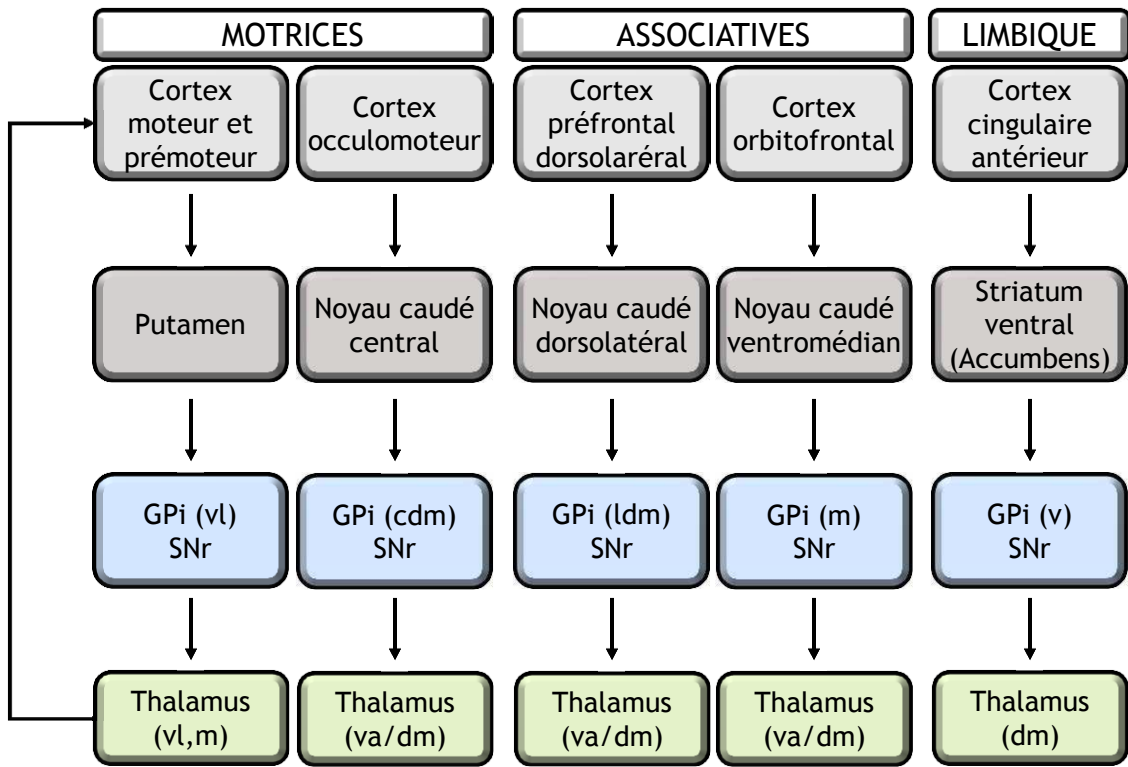 MOTRICES
ASSOCIATIVES
LIMBIQUE
Cortex
moteur et
prémoteur
Cortex
occulomoteur
Cortex
préfrontal
dorsolaréral
Cortex
orbitofrontal
Cortex
cingulaire
antérieur
Putamen
Noyau caudé
central
Noyau caudé
dorsolatéral
Noyau caudé
ventromédian
Striatum
ventral
(Accumbens)
GPi (vl)
SNr
GPi (cdm)
SNr
GPi (ldm)
SNr
GPi (m)
SNr
GPi (v)
SNr
Thalamus
(vl,m)
Thalamus
(va/dm)
Thalamus
(va/dm)
Thalamus
(va/dm)
Thalamus
(dm)